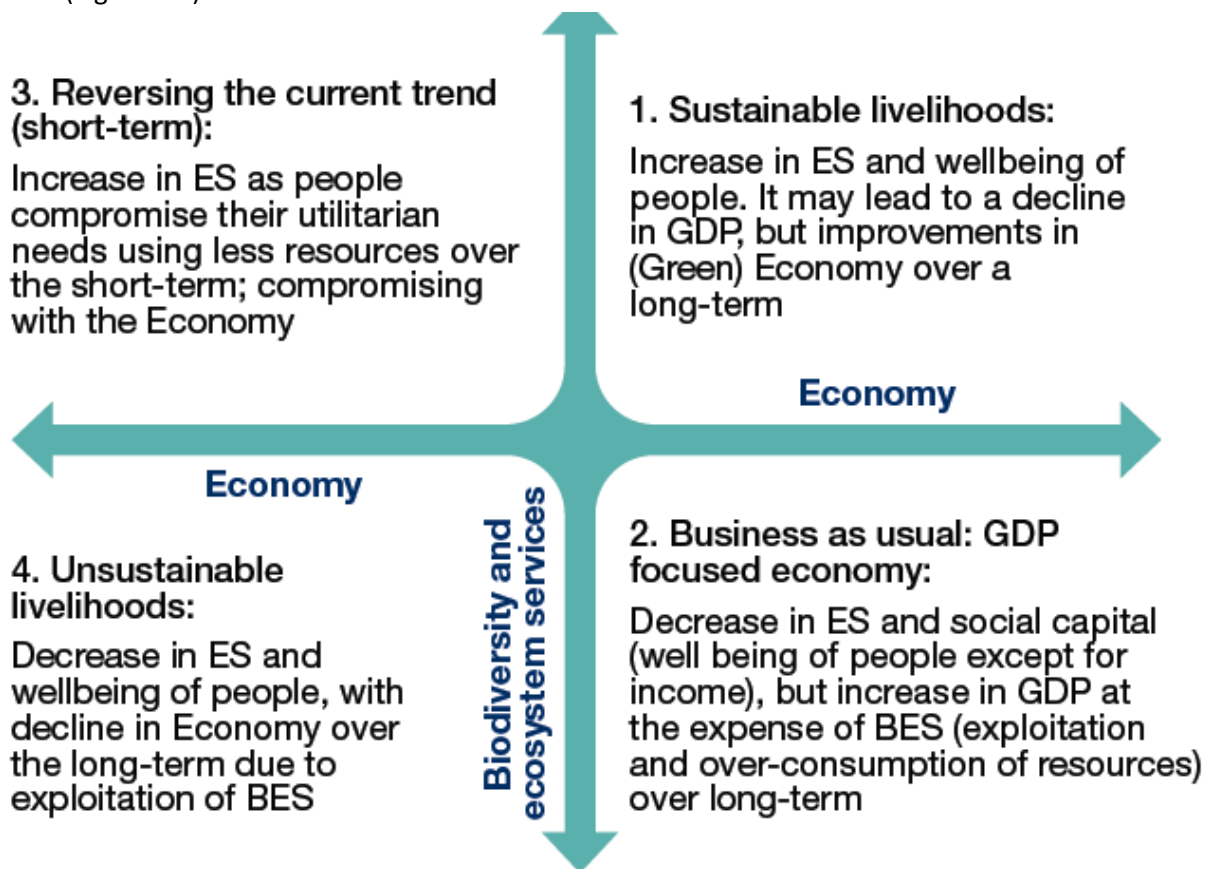 3. Reversing the current trend
(short-term):
Increase in ES as people
compromise their utilitarian
needs using less resources over
the short-term; compromising
with the Economy
1. Sustainable livelihoods:
Increase in ES and wellbeing of
people. It may lead to a decline
in GDP, but improvements in
(Green) Economy over a
long-term
Economy
Economy
Biodiversity and
ecosystem services
4. Unsustainable
livelihoods:
Decrease in ES and
wellbeing of people, with
decline in Economy over
the long-term due to
exploitation of BES
2. Business as usual: GDP
focused economy:
Decrease in ES and social capital
(well being of people except for
income), but increase in GDP at
the expense of BES (exploitation
and over-consumption of resources)
over long-term